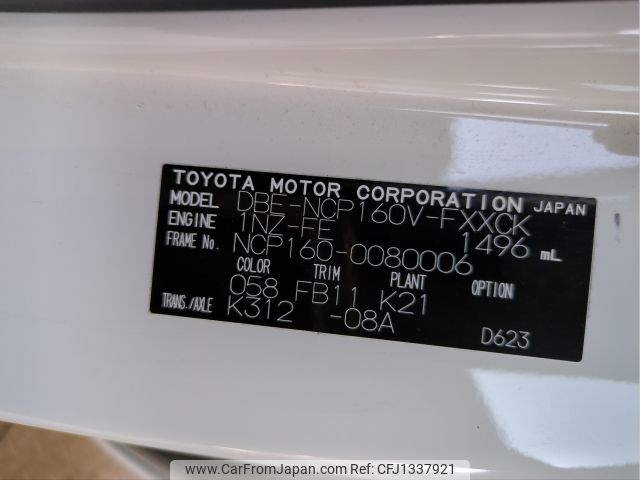 TOYOTA MOTOR CORPORATION JAPAN
MODEL DBE-NCP160V-FXXCK
ENGINE 1NZ-FE 1496 mL
FRAME No. NCP160-0080006
COLOR TRIM PLANT OPTION
058 FB11 K21
TRANS./AXLE K312 -08A
D623
www.CarFromJapan.com - CFJ1337921